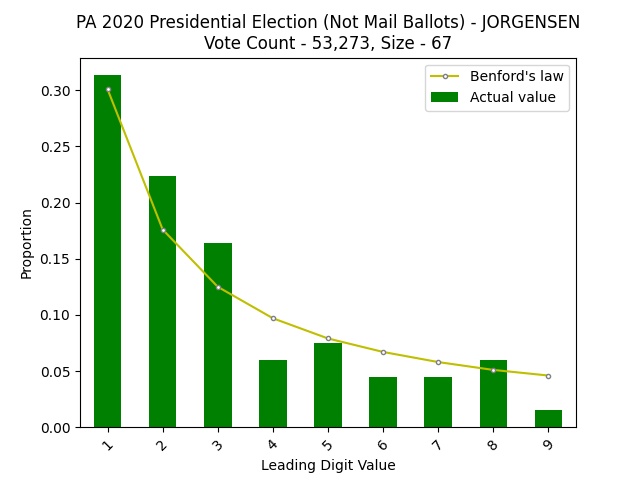 PA 2020 Presidential Election (Not Mail Ballots) - JORGENSEN
Vote Count - 53,273, Size - 67
Benford's law
Actual value
0.30
0.25
0.20
0.15
0.10
0.05
0.00
Proportion
1 2 3 4 5 6 7 8 9
Leading Digit Value